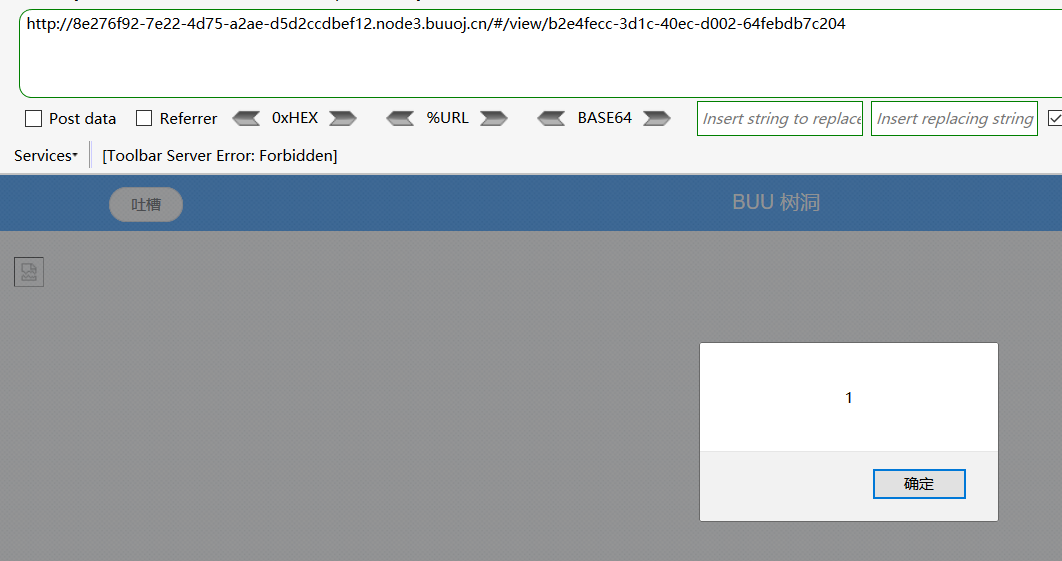 http://8e276f92-7e22-4d75-a2ae-d5d2ccdbef12.node3.buuoj.cn/#/view/b2e4fecc-3d1c-40ec-d002-64febdb7c204
Post data Referrer 0xHEX %URL BASE64 Insert string to replace Insert replacing string
Services [Toolbar Server Error: Forbidden]
吐槽 BUU 树洞
1
确定